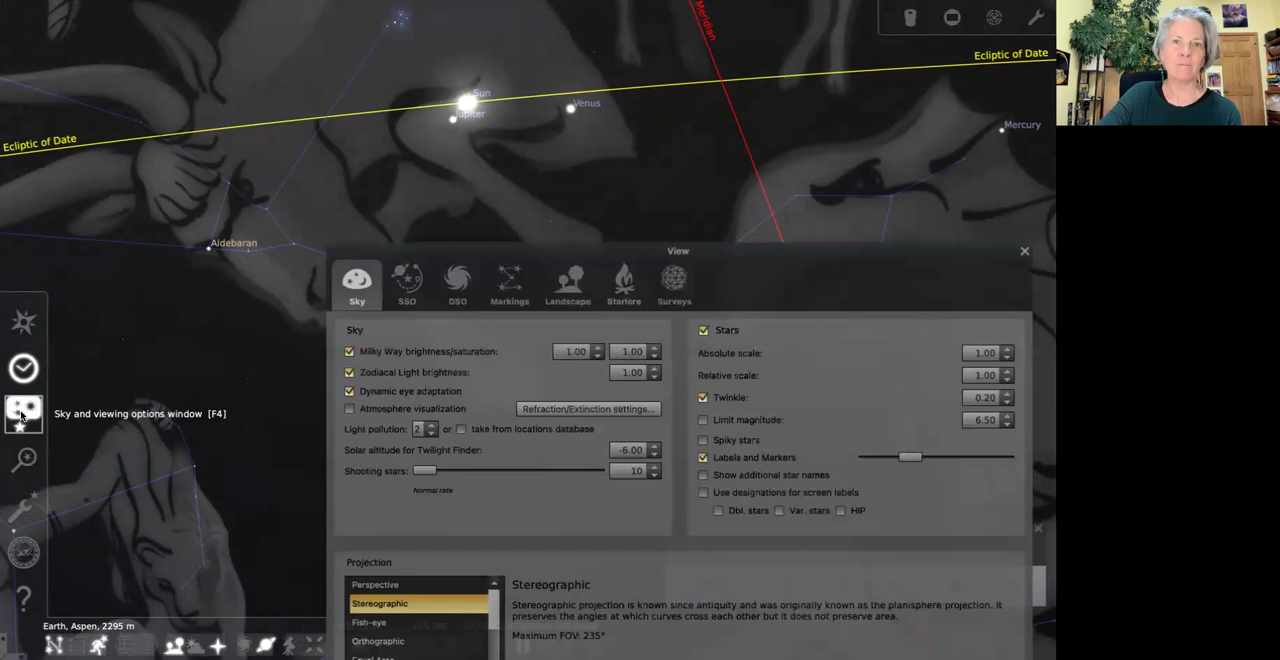 Meridian
Ecliptic of Date
Sun
Jupiter
Venus
Mercury
Ecliptic of Date
Aldebaran
View
Sky
SSO
DSO
Markings
Landscape
Starlore
Surveys
Sky
Milky Way brightness/saturation: 1.00 1.00
Zodiacal Light brightness: 1.00
Dynamic eye adaptation
Atmosphere visualization Refraction/Extinction settings...
Light pollution: 2 or take from locations database
Solar altitude for Twilight Finder: -6.00
Shooting stars: 10
Normal rate
Stars
Absolute scale: 1.00
Relative scale: 1.00
Twinkle: 0.20
Limit magnitude: 6.50
Spiky stars
Labels and Markers
Show additional star names
Use designations for screen labels
Dbl. stars Var. stars HIP
Sky and viewing options window [F4]
Projection
Perspective
Stereographic
Fish-eye
Orthographic
Equal Area
Stereographic
Stereographic projection is known since antiquity and was originally known as the planisphere projection. It
preserves the angles at which curves cross each other but it does not preserve area.
Maximum FOV: 235°
Earth, Aspen, 2295 m